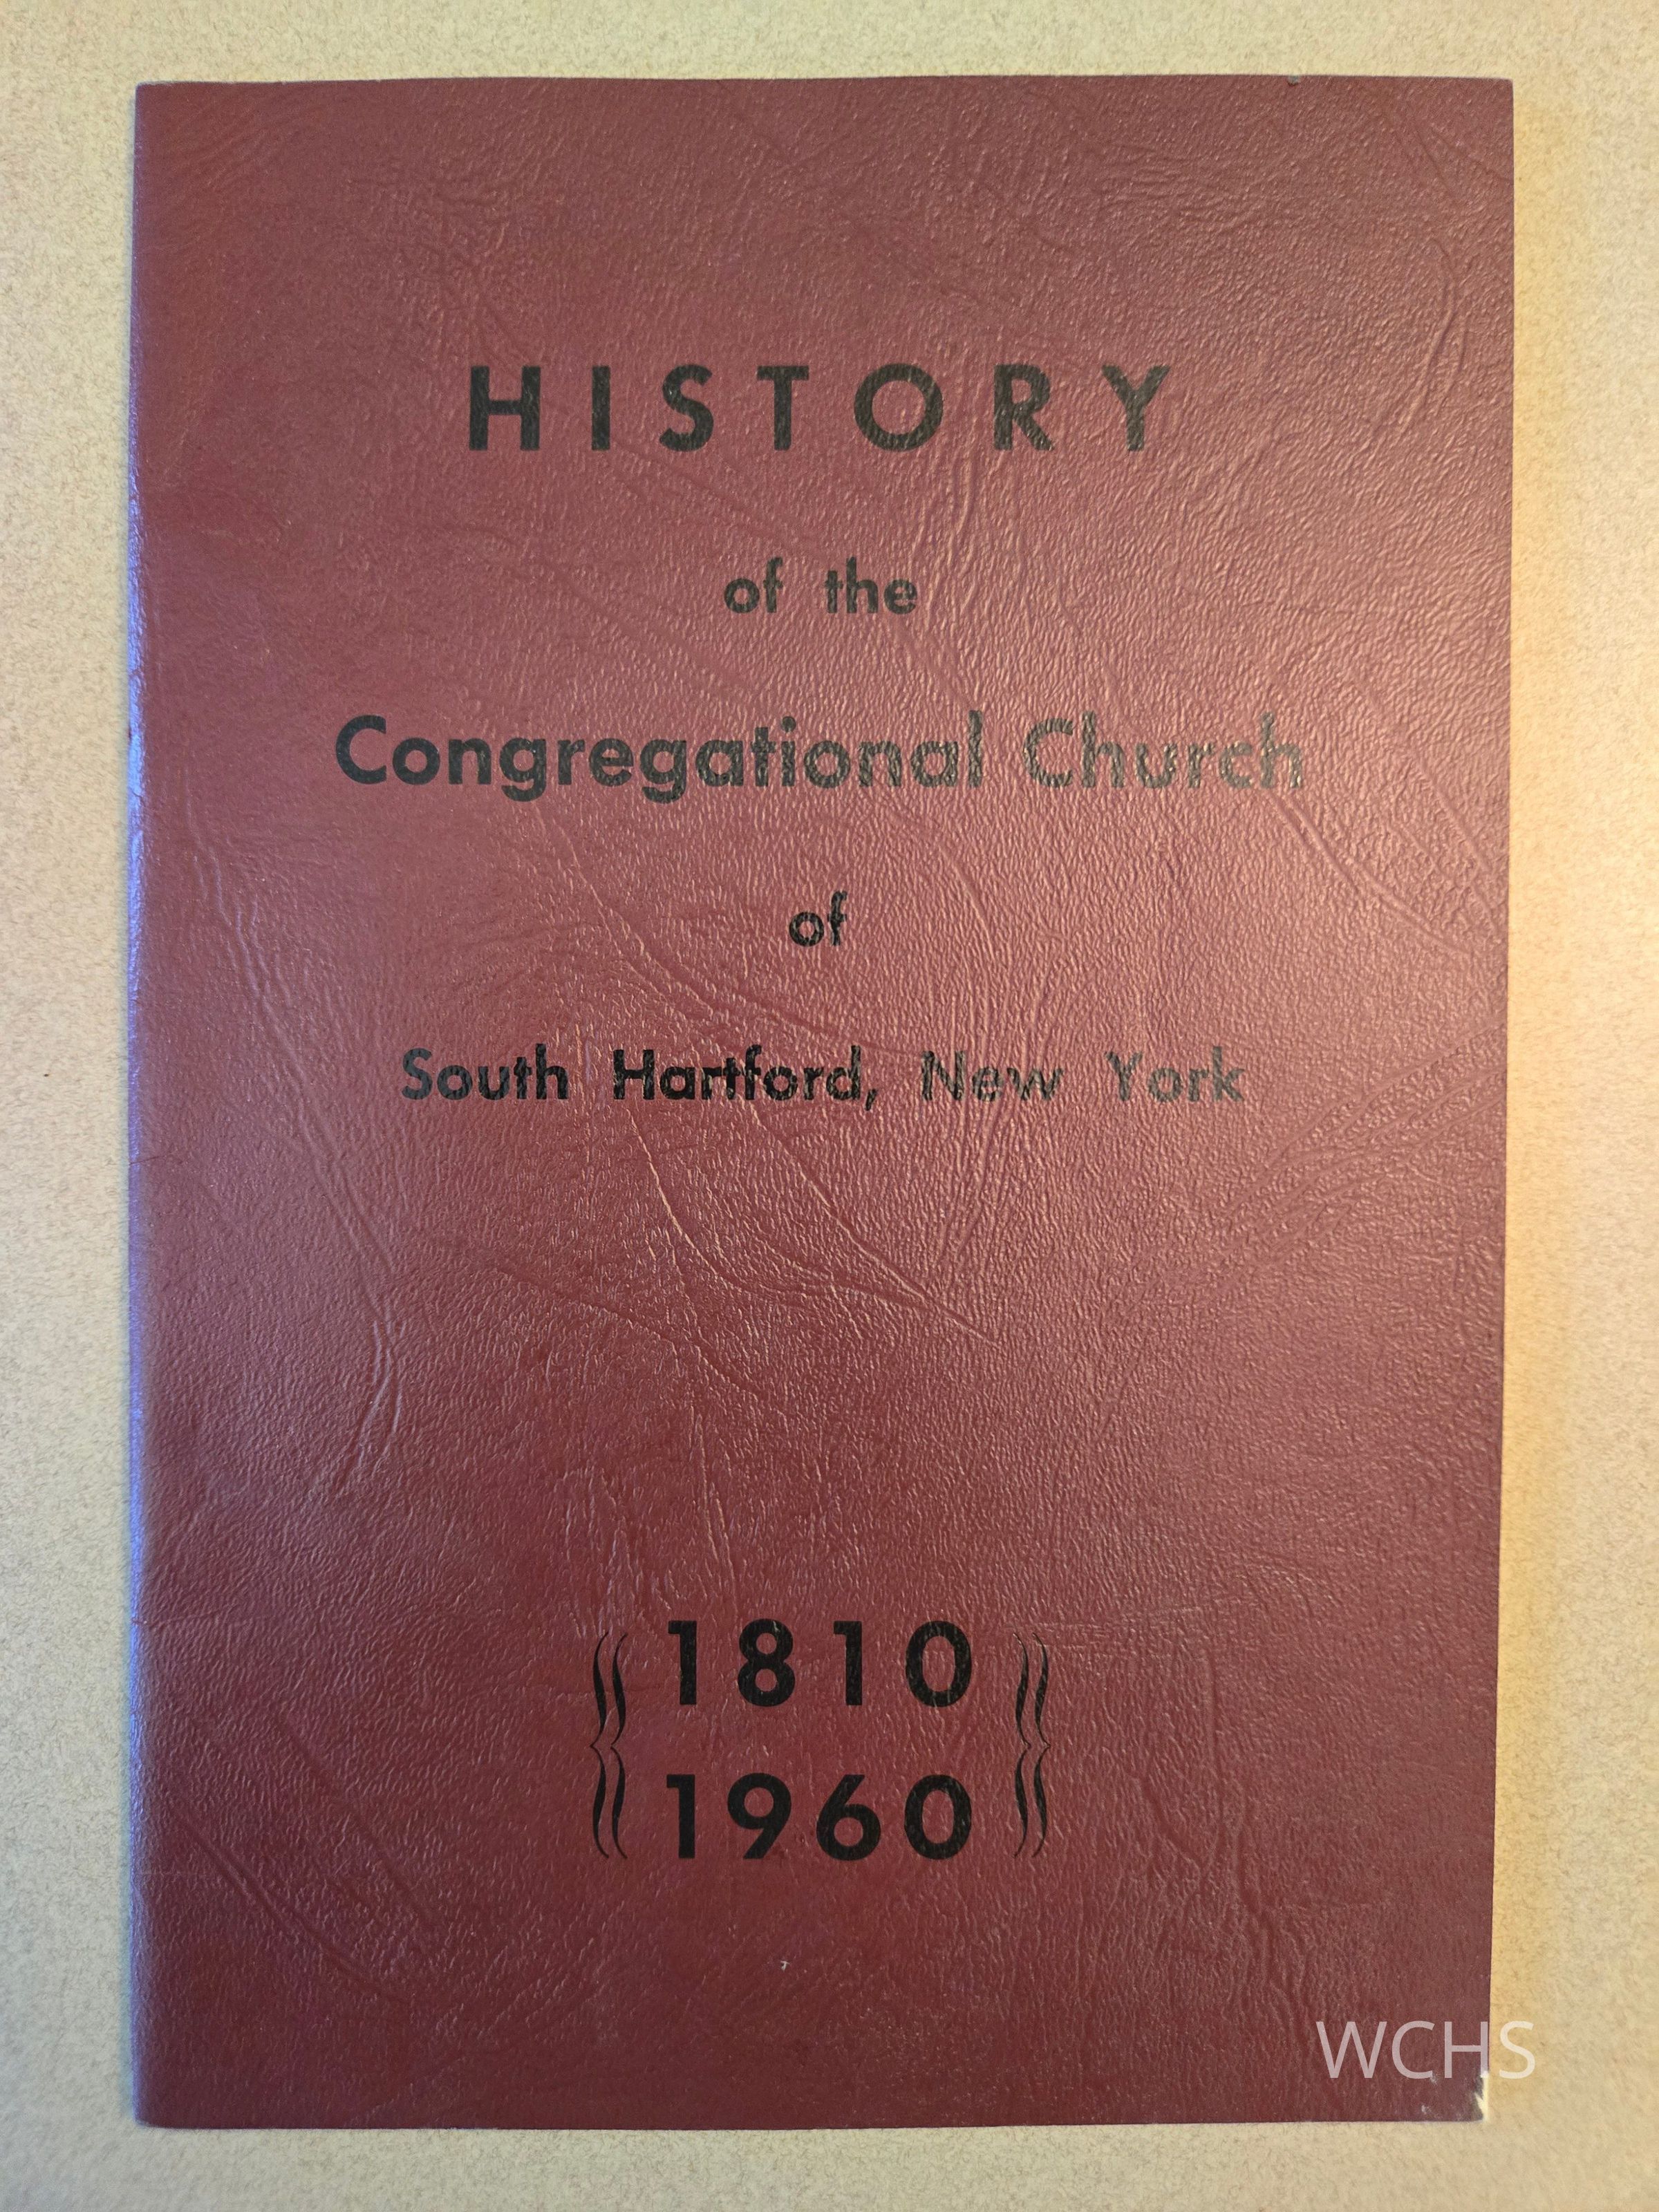 HISTORY
of the
Congregational Church
of
South Hartford, New York
1810
1960
WCHS